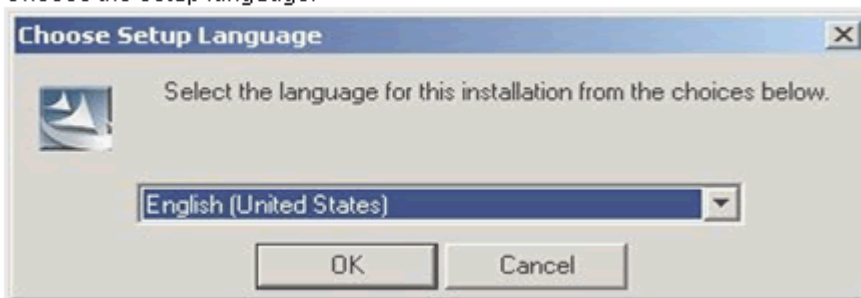 Choose Setup Language
Select the language for this installation from the choices below.
English (United States)
OK
Cancel